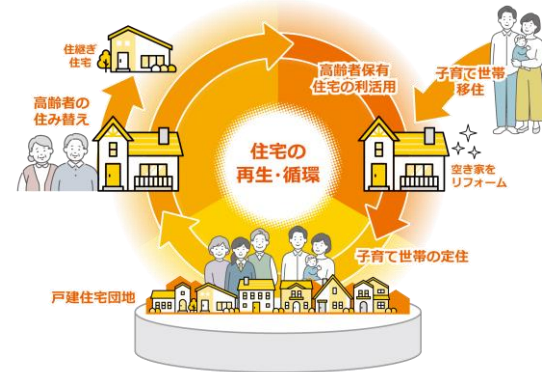 住継ぎ
住宅
高齢者の
住み替え
高齢者保有
住宅の利活用
子育て世帯
移住
住宅の
再生・循環
空き家を
リフォーム
子育て世帯の定住
戸建住宅団地